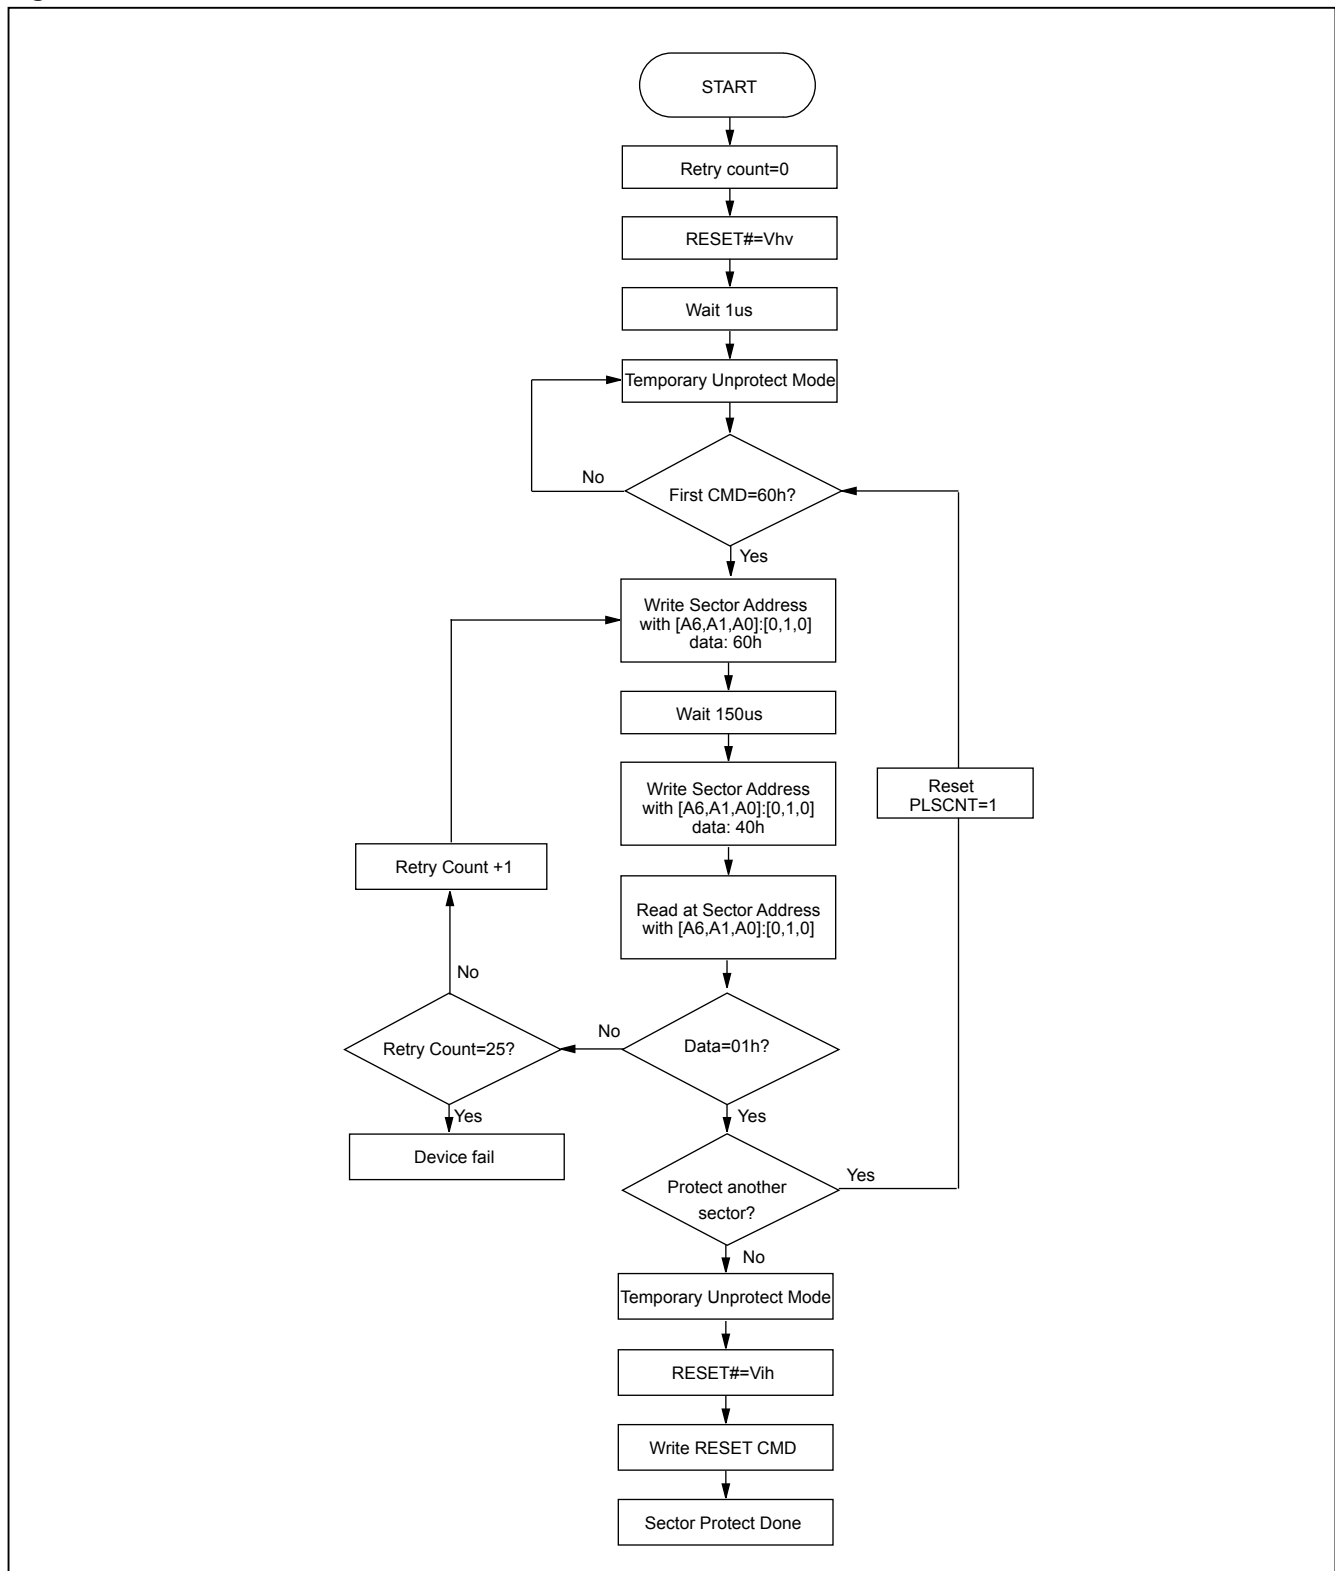 START
Retry count=0
RESET#=Vhv
Wait 1us
Temporary Unprotect Mode
No
First CMD=60h?
Yes
Write Sector Address
with [A6,A1,A0]:[0,1,0]
data: 60h
Wait 150us
Write Sector Address
with [A6,A1,A0]:[0,1,0]
data: 40h
Reset
PLSCNT=1
Retry Count +1
Read at Sector Address
with [A6,A1,A0]:[0,1,0]
No
Retry Count=25?
No
Data=01h?
Yes
Device fail
Yes
Protect another
sector?
Yes
No
Temporary Unprotect Mode
RESET#=Vih
Write RESET CMD
Sector Protect Done